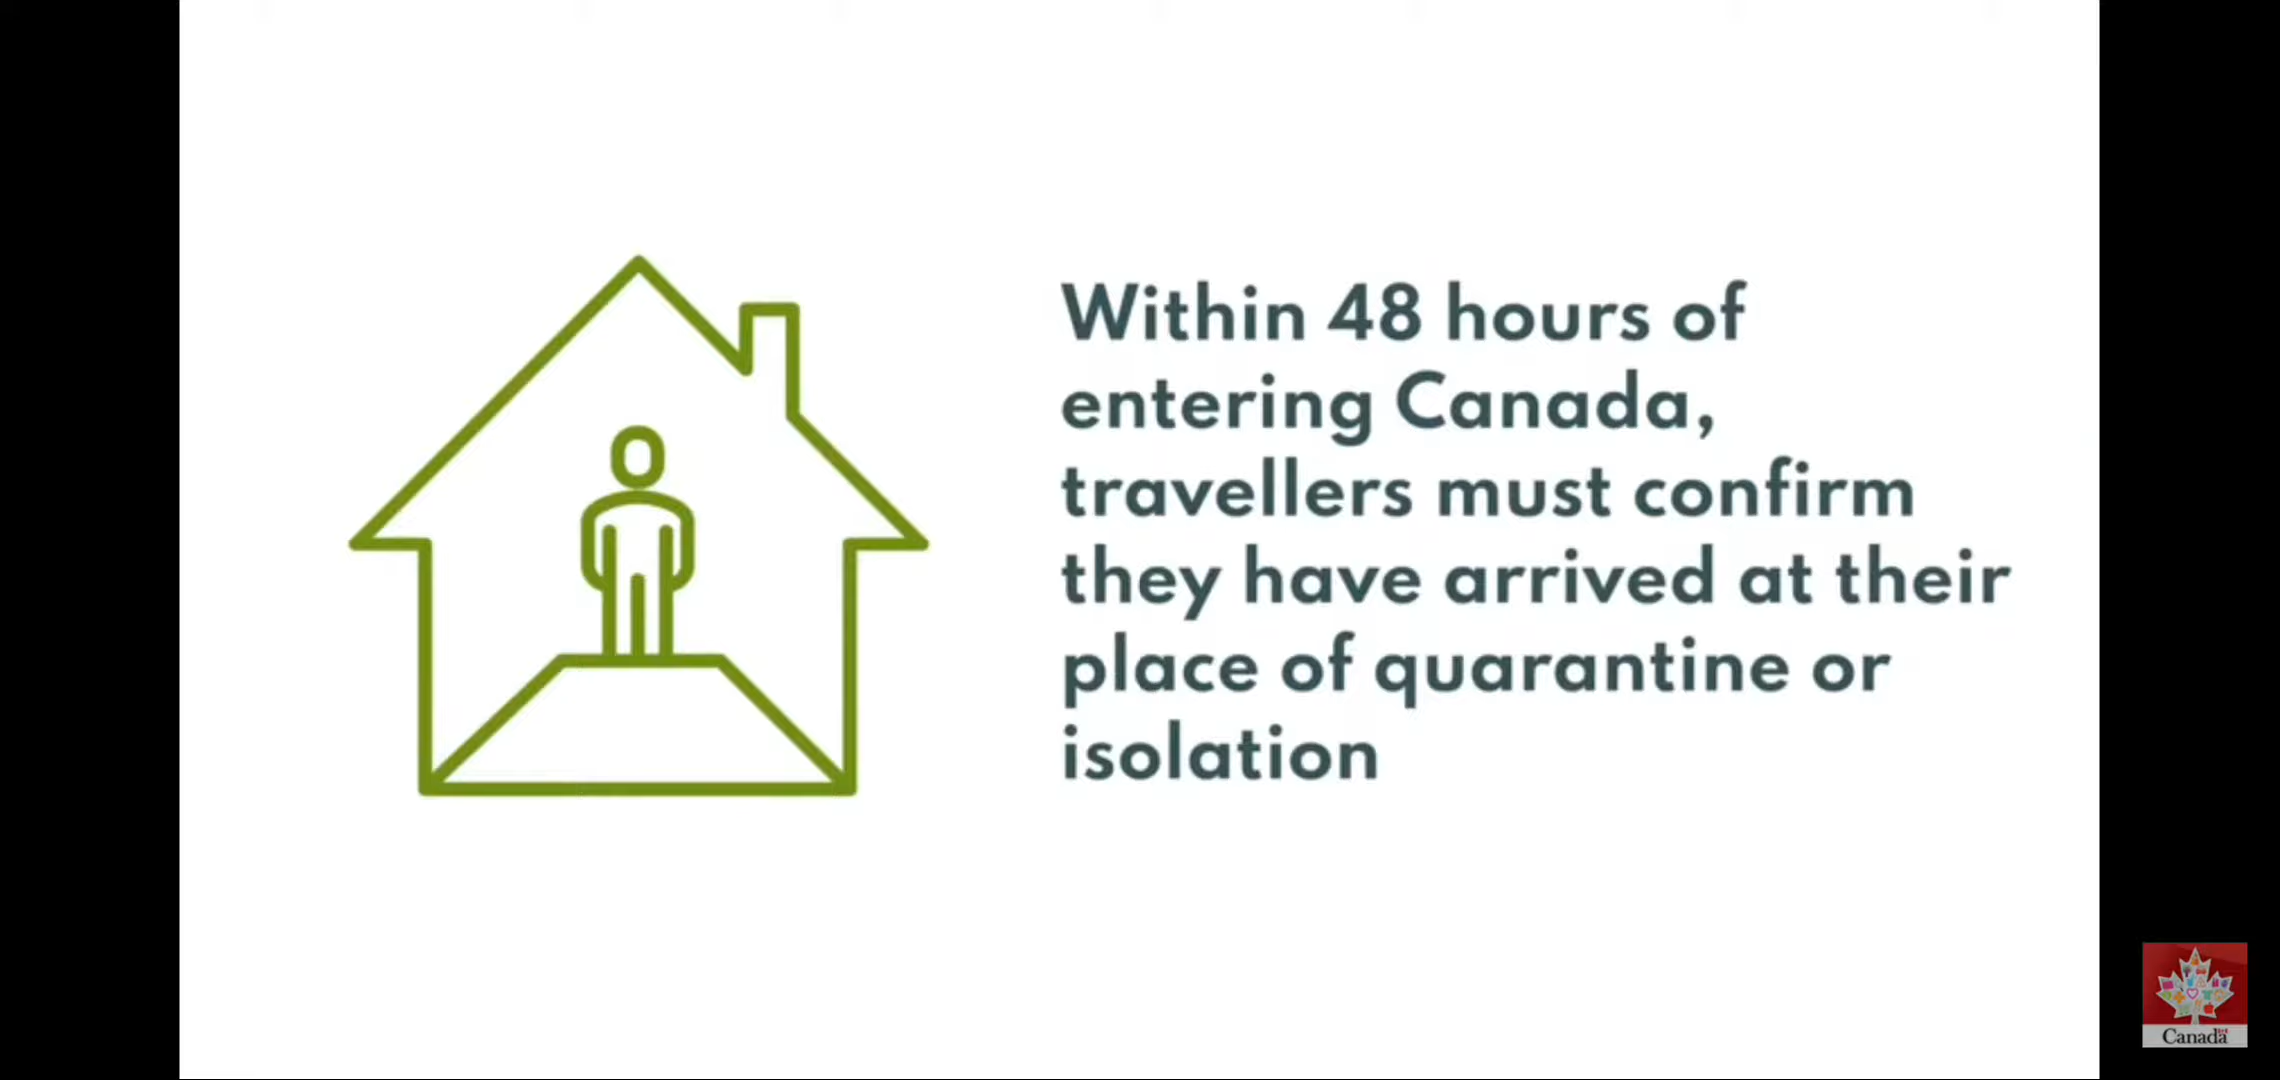 Within 48 hours of
entering Canada,
travellers must confirm
they have arrived at their
place of quarantine or
isolation
Canada